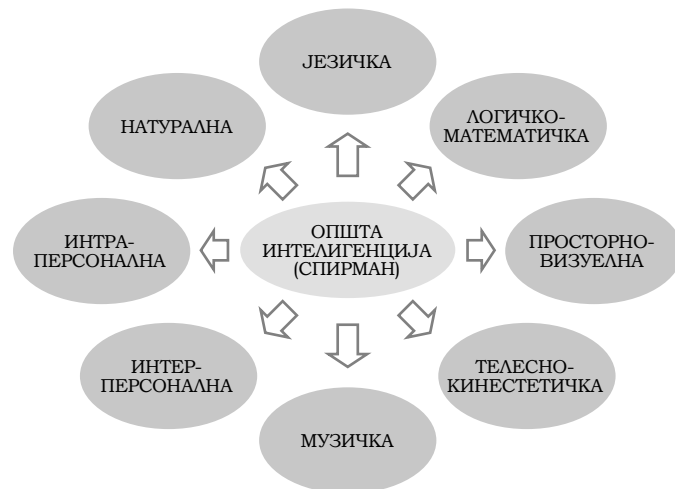 ЈЕЗИЧКА
НАТУРАЛНА
ЛОГИЧКО-
МАТЕМАТИЧКА
ИНТРА-
ПЕРСОНАЛНА
ОПШТА
ИНТЕЛИГЕНЦИЈА
(СПИРМАН)
ПРОСТОРНО-
ВИЗУЕЛНА
ИНТЕР-
ПЕРСОНАЛНА
ТЕЛЕСНО-
КИНЕСТЕТИЧКА
МУЗИЧКА